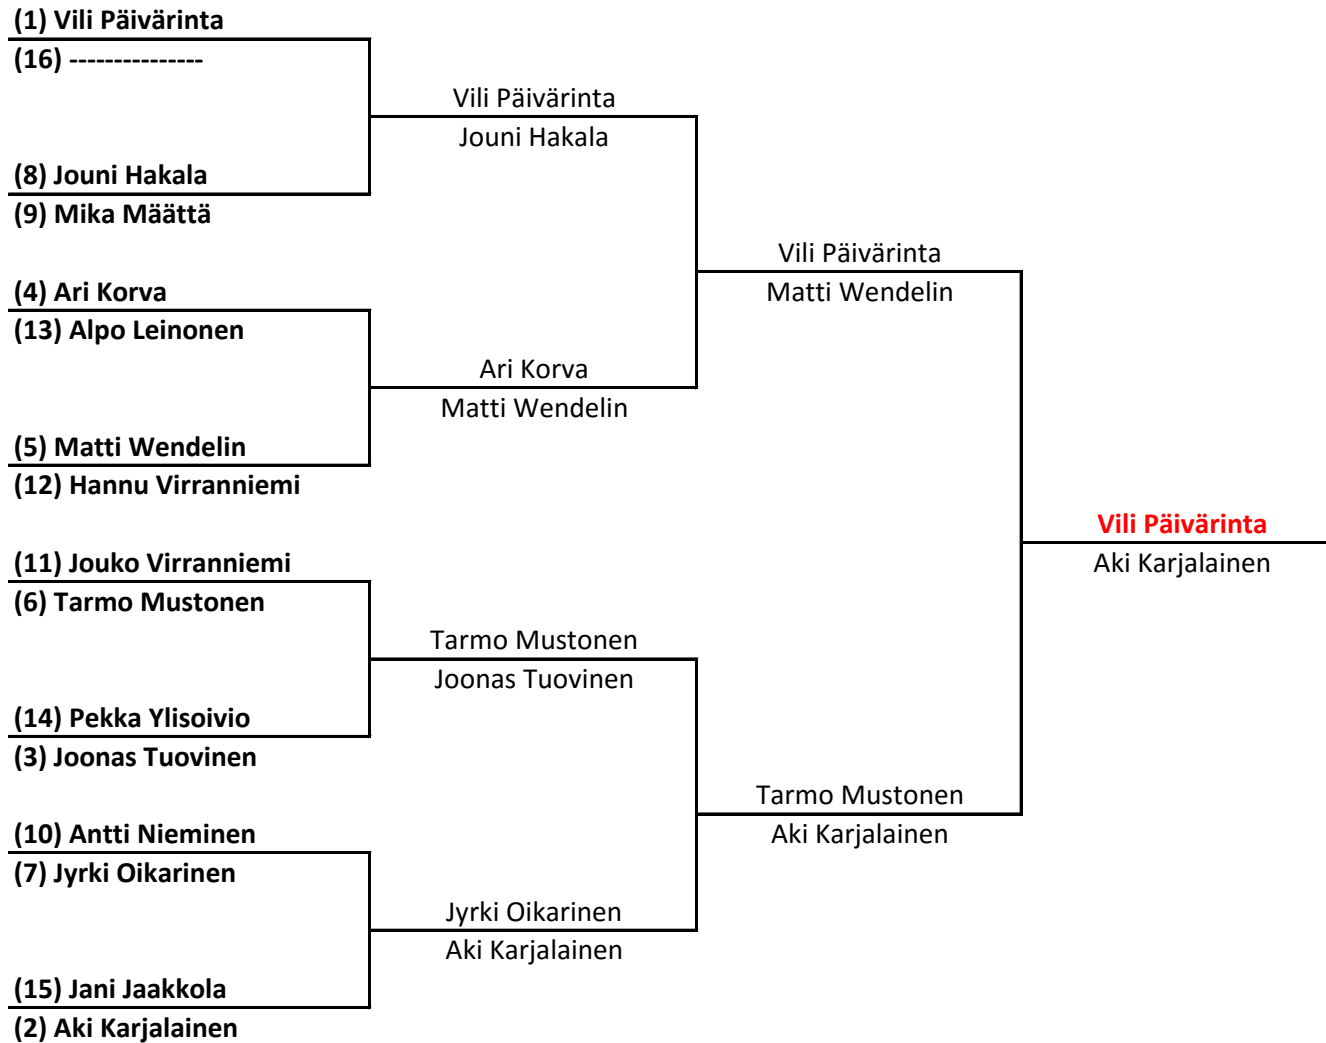 (1) Vili Päivärinta
(16) ---------------
(8) Jouni Hakala
(9) Mika Määttä
(4) Ari Korva
(13) Alpo Leinonen
(5) Matti Wendelin
(12) Hannu Virranniemi
(11) Jouko Virranniemi
(6) Tarmo Mustonen
(14) Pekka Ylisoivio
(3) Joonas Tuovinen
(10) Antti Nieminen
(7) Jyrki Oikarinen
(15) Jani Jaakkola
(2) Aki Karjalainen
Vili Päivärinta
Jouni Hakala
Ari Korva
Matti Wendelin
Tarmo Mustonen
Joonas Tuovinen
Jyrki Oikarinen
Aki Karjalainen
Vili Päivärinta
Matti Wendelin
Tarmo Mustonen
Aki Karjalainen
Vili Päivärinta
Aki Karjalainen